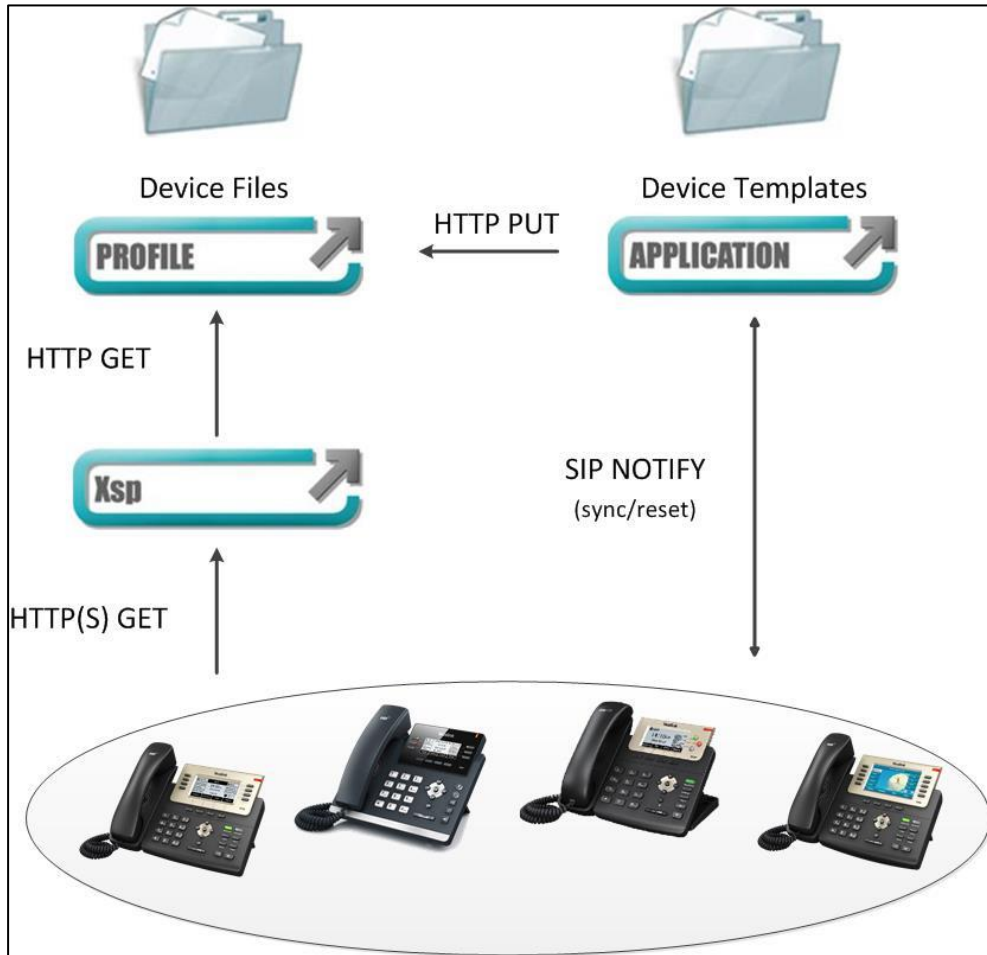 Device Files
Device Templates
PROFILE
HTTP PUT
APPLICATION
HTTP GET
SIP NOTIFY
(sync/reset)
Xsp
HTTP(S) GET